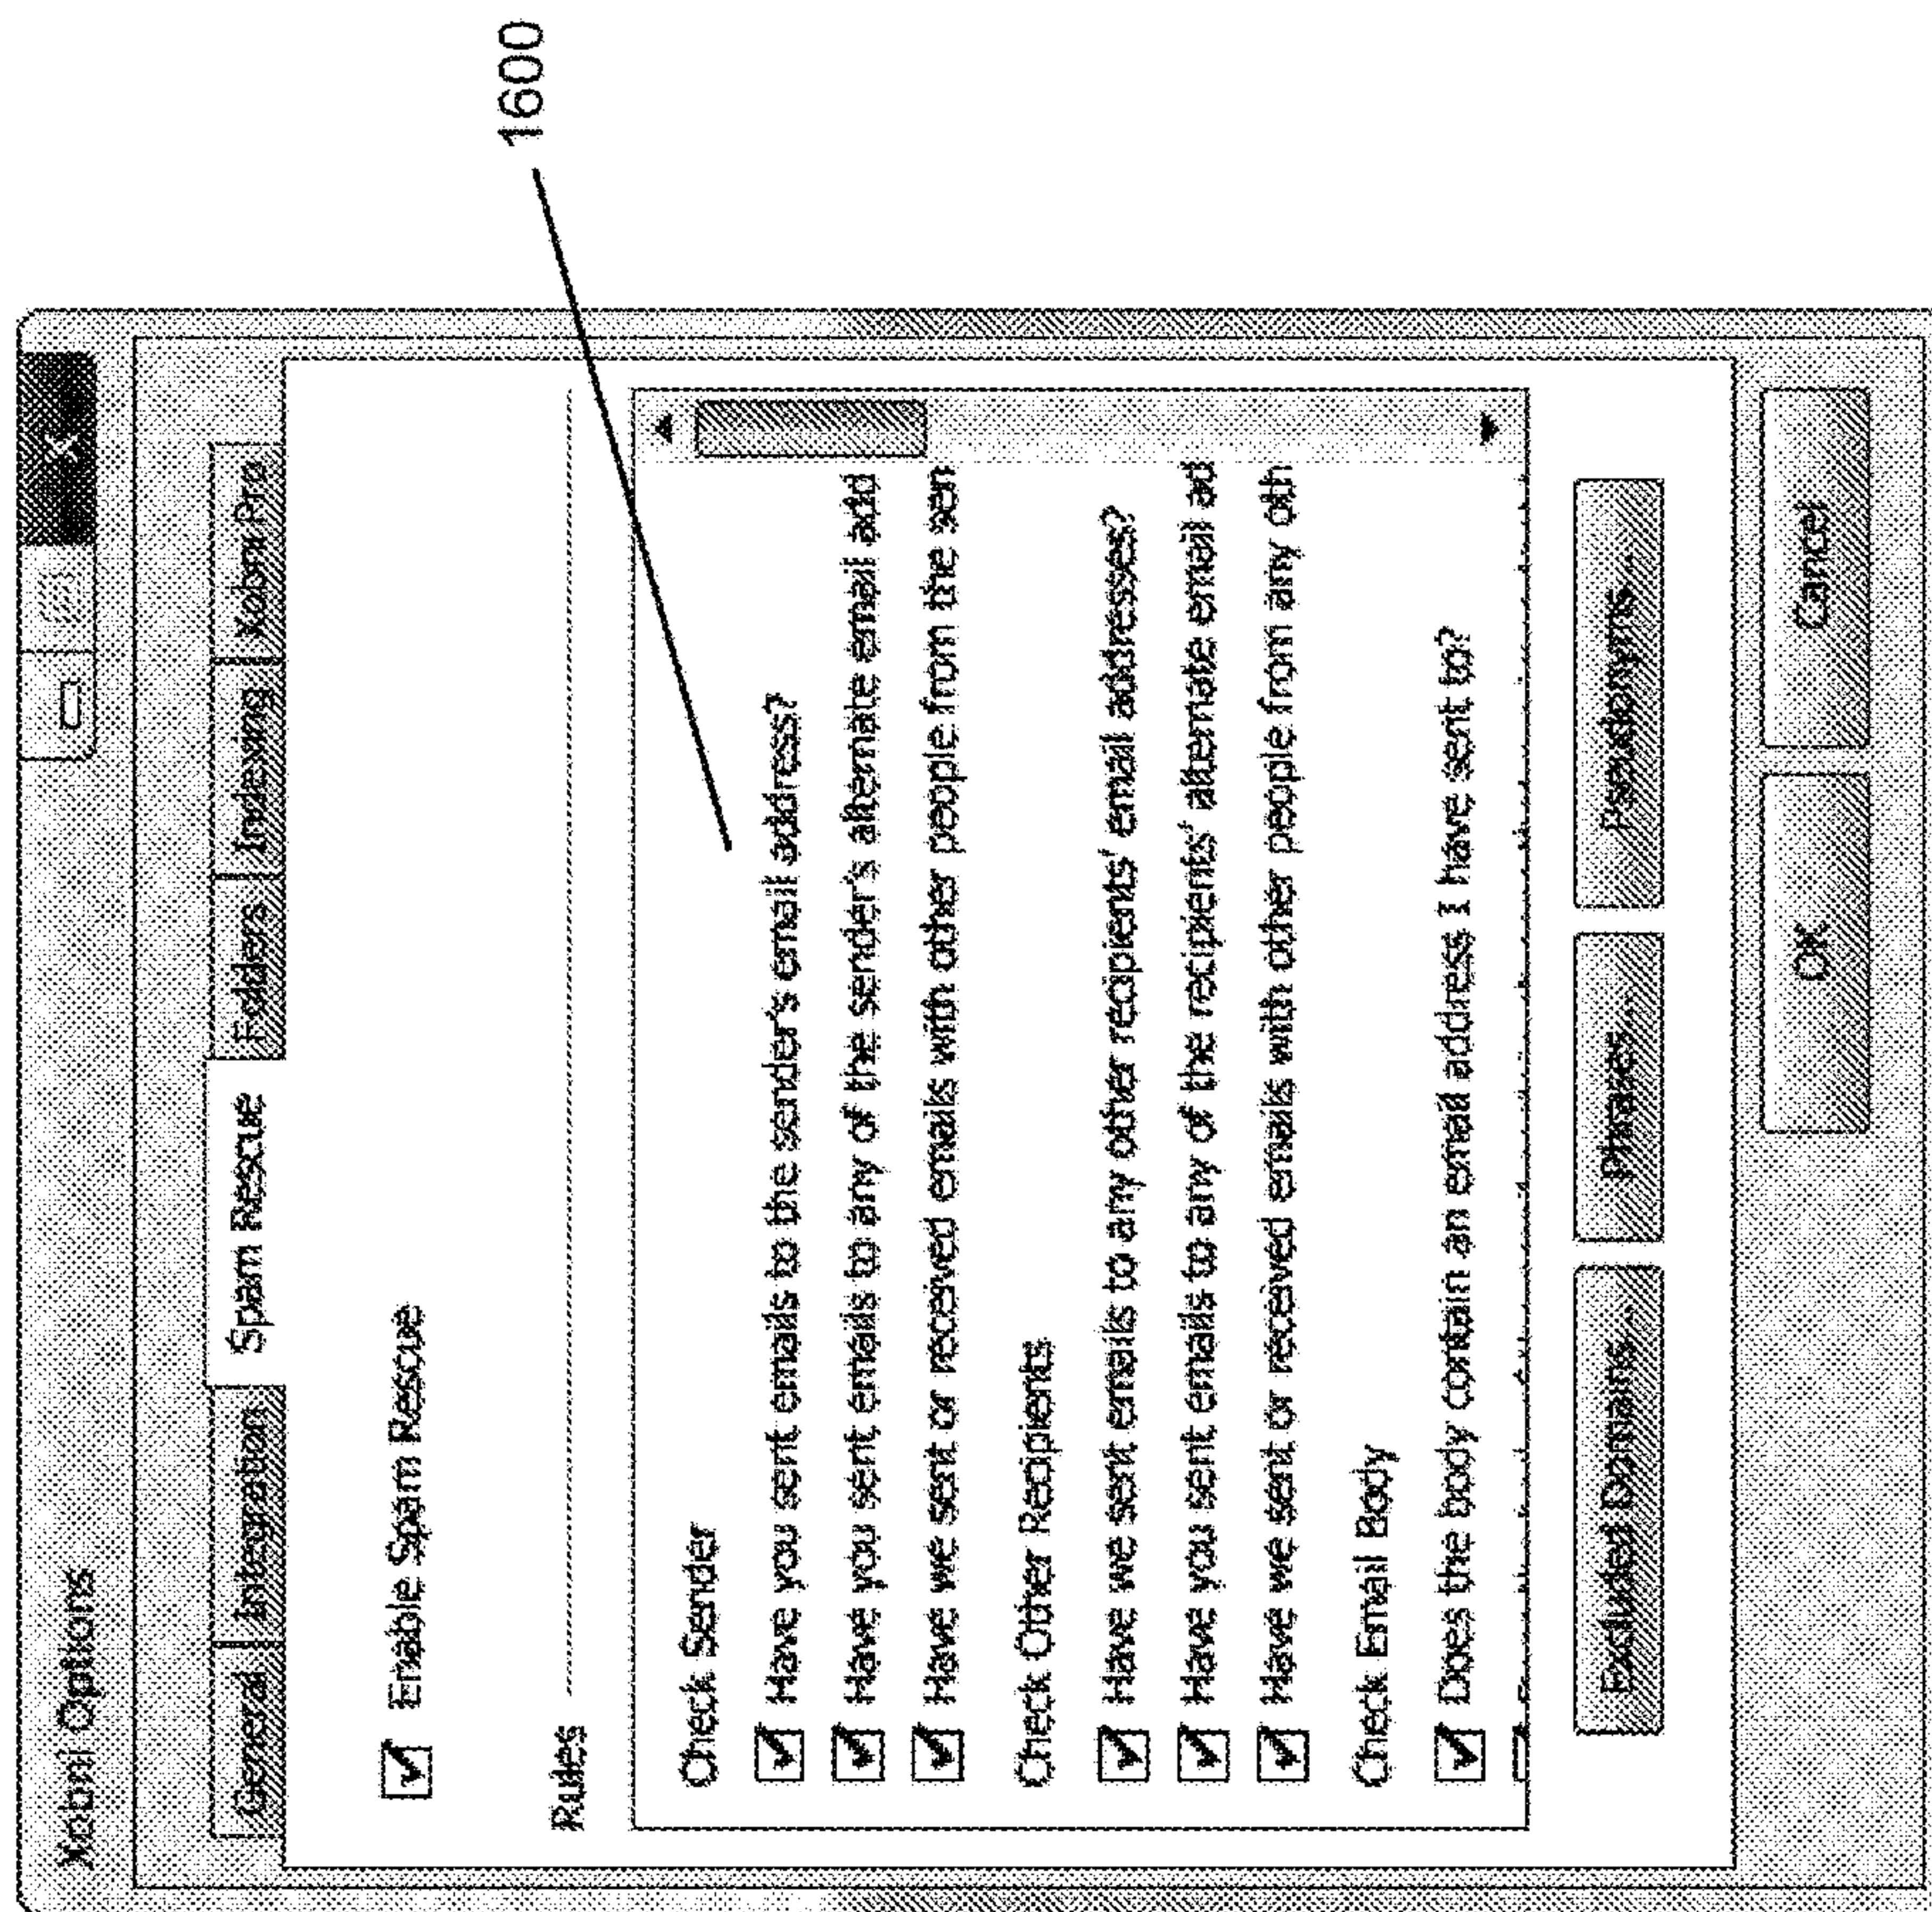 1600
Xobni Options
General Integration Spam Rescue Folders Indexing Xobni Pro
Enable Spam Rescue
Rules
Check Sender
Have you sent emails to the sender's email address?
Have you sent emails to any of the sender's alternate email add
Have we sent or received emails with other people from the sen
Check Other Recipients
Have we sent emails to any other recipients' email addresses?
Have you sent emails to any of the recipients' alternate email ad
Have we sent or received emails with other people from any oth
Check Email Body
Does the body contain an email address I have sent to?
Excluded Domains... Phrases... Pseudonyms...
OK Cancel